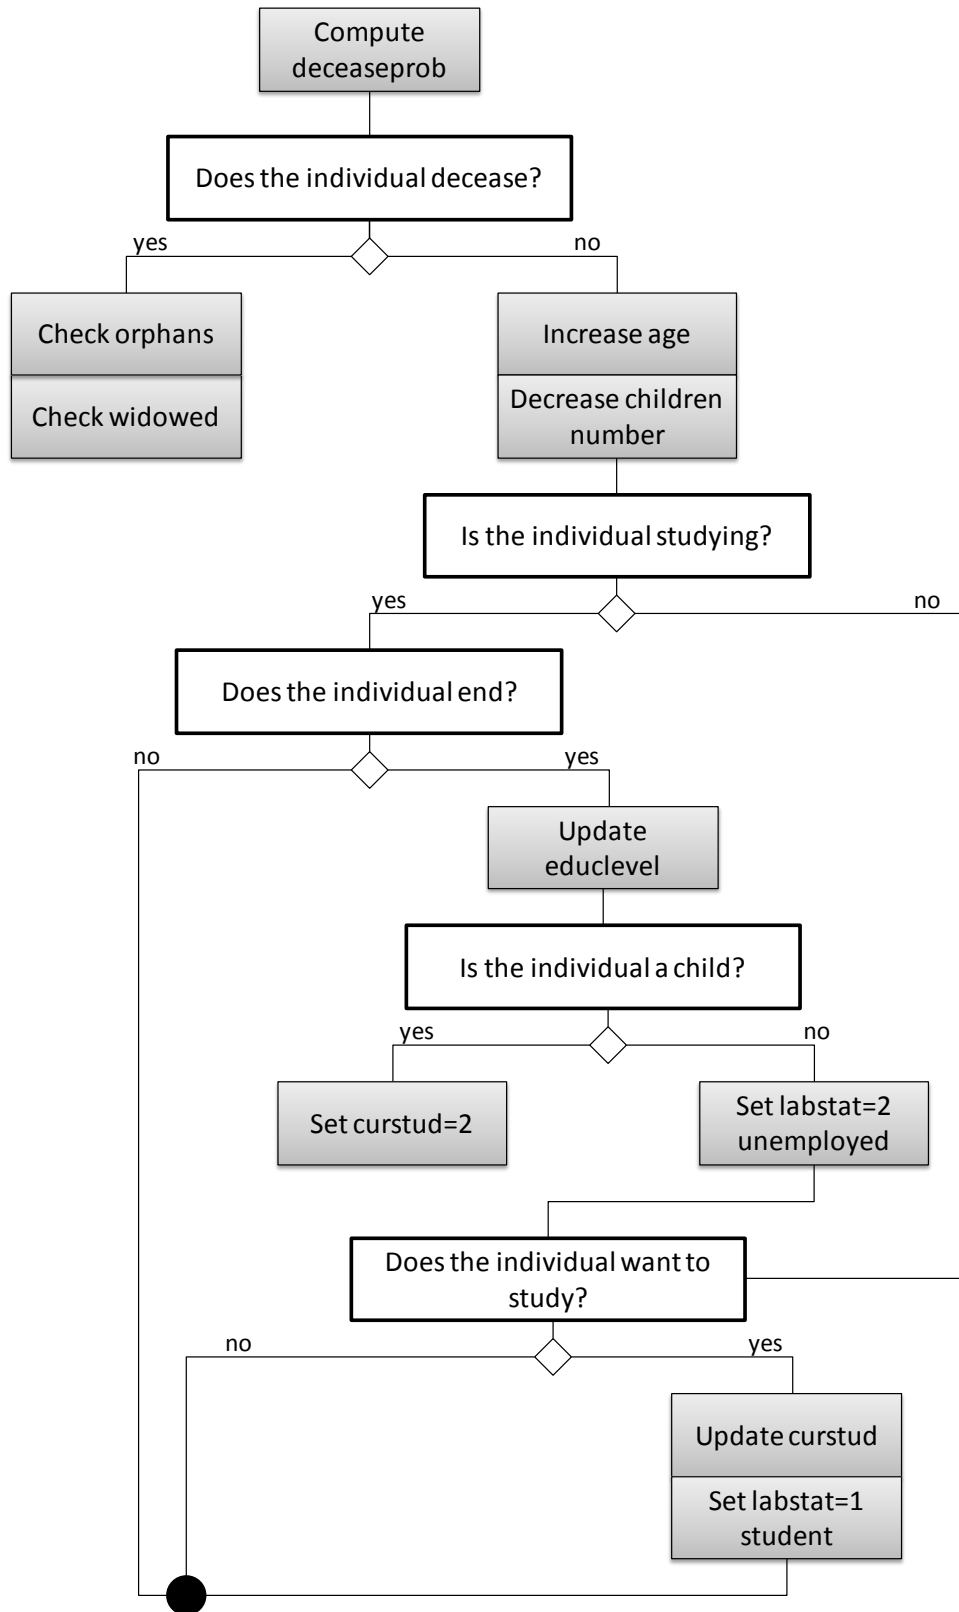 Compute
deceaseprob
Does the individual decease?
yes
no
Check orphans
Increase age
Check widowed
Decrease children
number
Is the individual studying?
yes
no
Does the individual end?
no
yes
Update
educlevel
Is the individual a child?
yes
no
Set curstud=2
Set labstat=2
unemployed
Does the individual want to
study?
no
yes
Update curstud
Set labstat=1
student